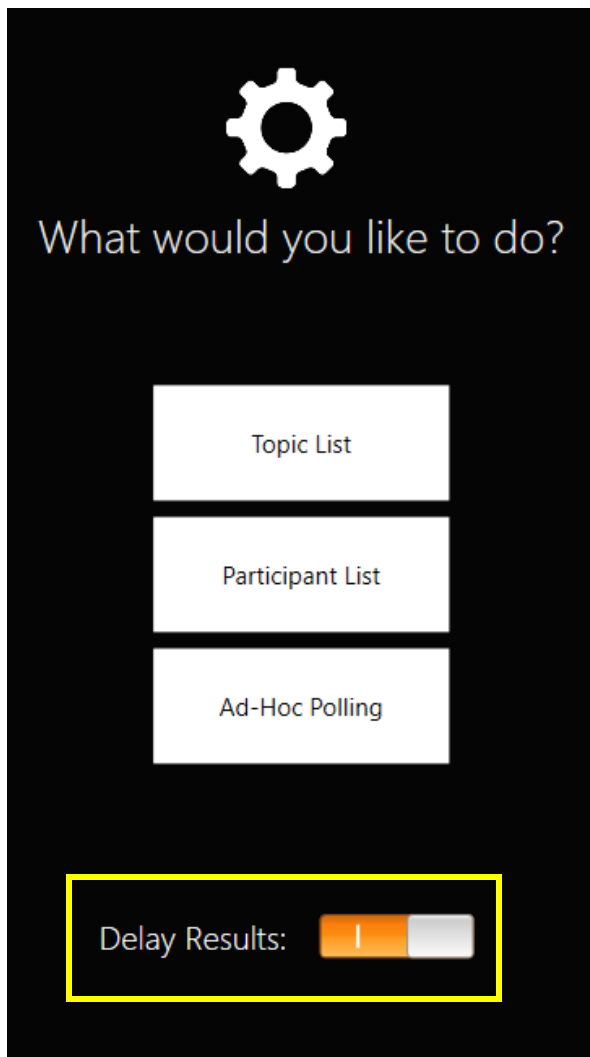 What would you like to do?
Topic List
Participant List
Ad-Hoc Polling
Delay Results: